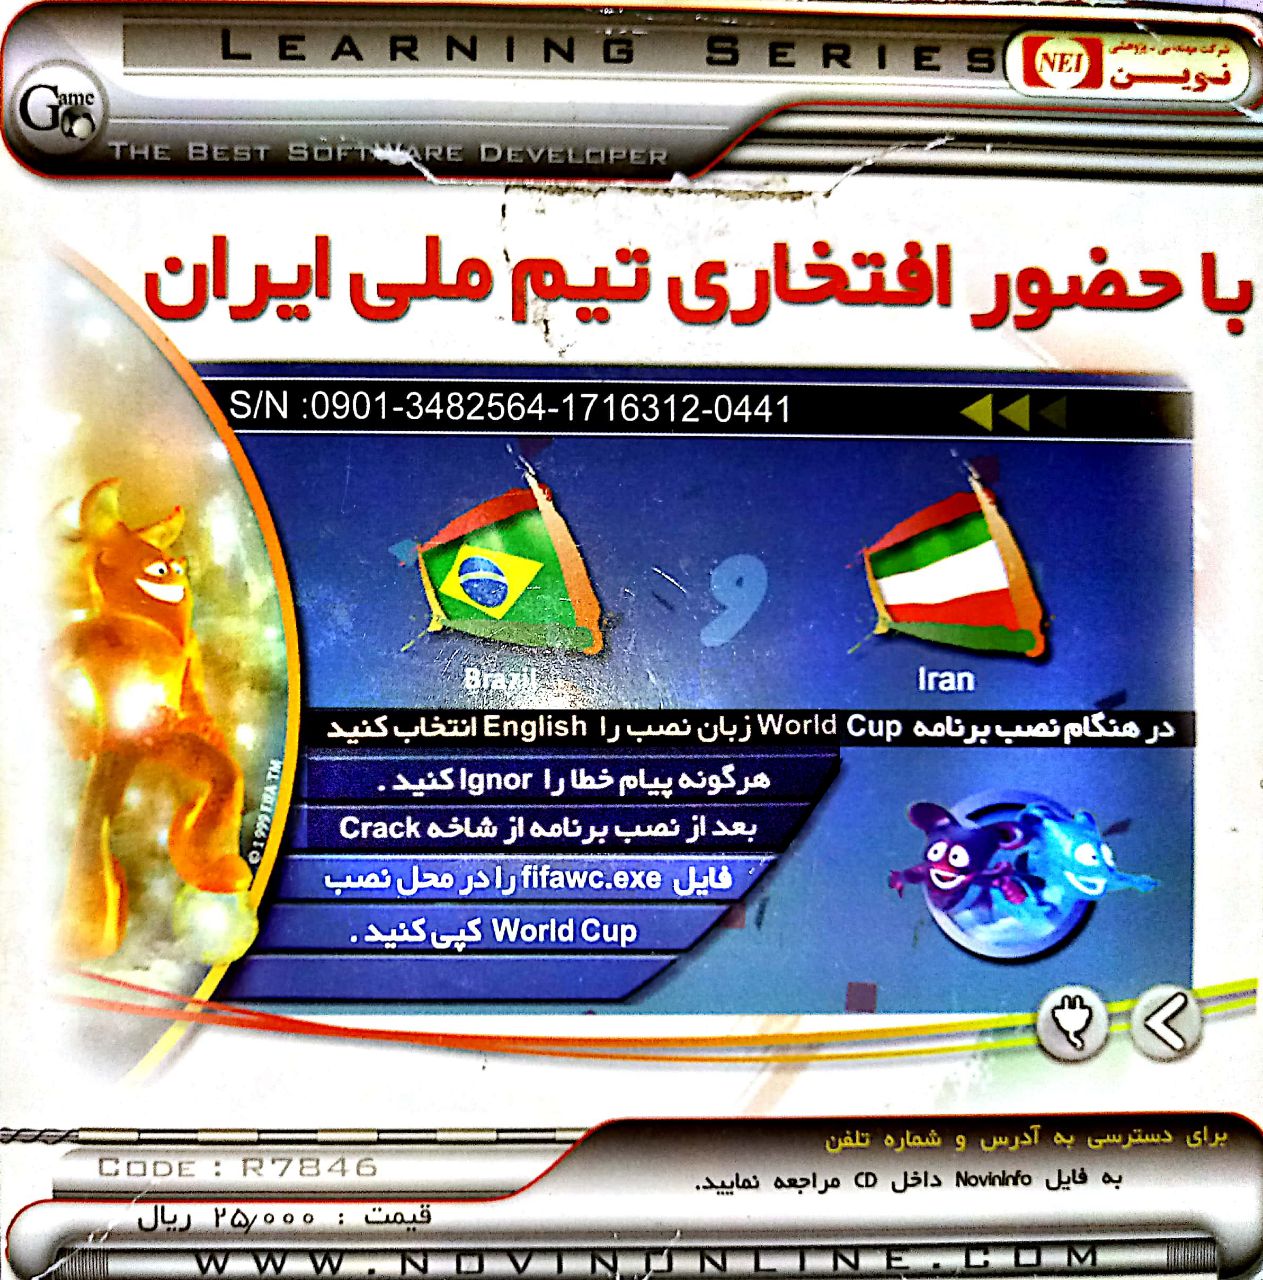 LEARNING SERIES
NEI
شرکت مهندسی - پژوهشی
نوین
Game
THE BEST SOFTWARE DEVELOPER
با حضور افتخاری تیم ملی ایران
S/N :0901-3482564-1716312-0441
و
Brazil
Iran
در هنگام نصب برنامه World Cup زبان نصب را English انتخاب کنید
هرگونه پیام خطا را Ignor کنید .
بعد از نصب برنامه از شاخه Crack
فایل fifawc.exe را در محل نصب
World Cup کپی کنید .
© 1999 FIFA TM
برای دسترسی به آدرس و شماره تلفن
به فایل NovinInfo داخل CD مراجعه نمایید.
CODE : R7846
قیمت : ۲۵/۰۰۰ ریال
WWW.NOVINONLINE.COM